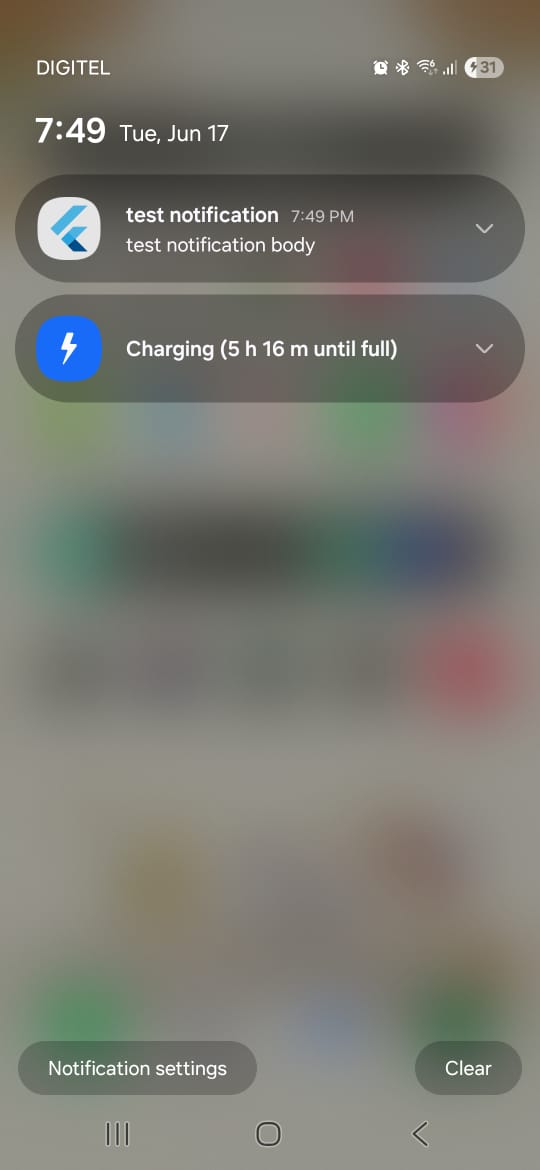 DIGITEL
31
7:49 Tue, Jun 17
test notification 7:49 PM
test notification body
Charging (5 h 16 m until full)
Notification settings
Clear